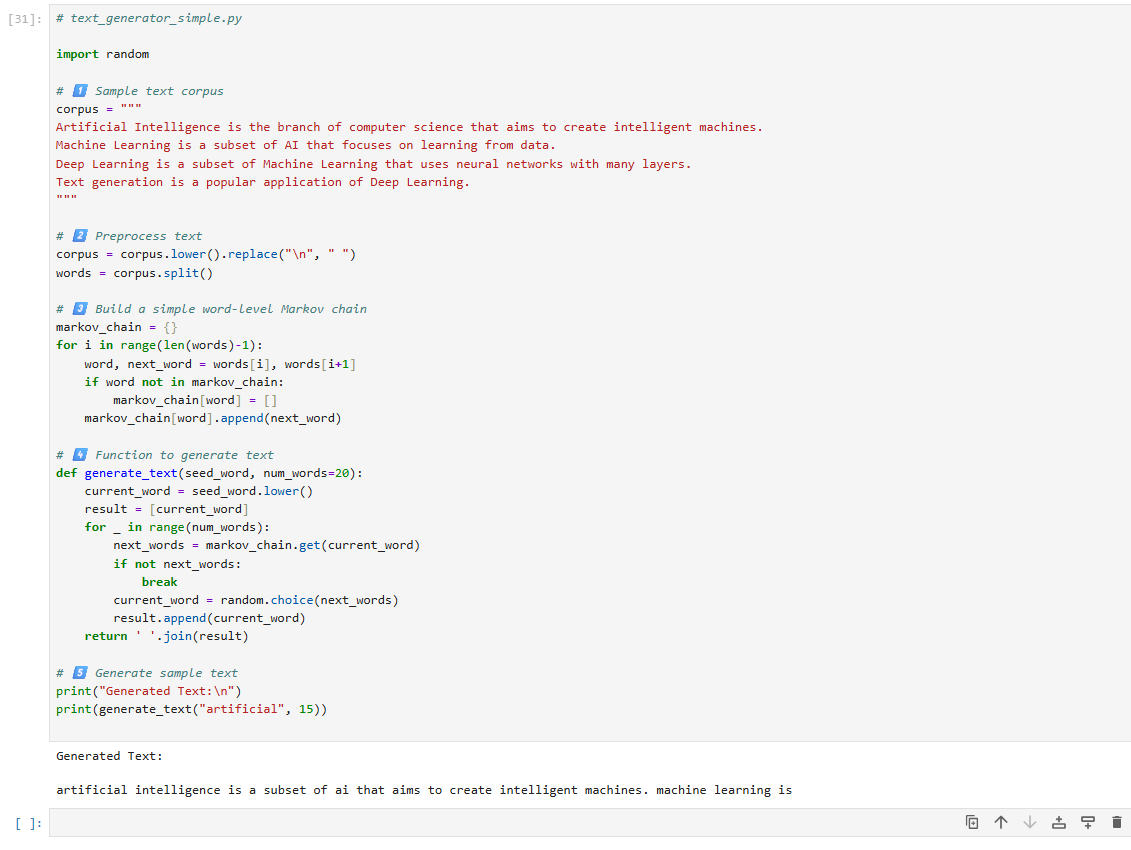 [31]:
# text_generator_simple.py
import random
# 1️⃣ Sample text corpus
corpus = """
Artificial Intelligence is the branch of computer science that aims to create intelligent machines.
Machine Learning is a subset of AI that focuses on learning from data.
Deep Learning is a subset of Machine Learning that uses neural networks with many layers.
Text generation is a popular application of Deep Learning.
"""
# 2️⃣ Preprocess text
corpus = corpus.lower().replace("\n", " ")
words = corpus.split()
# 3️⃣ Build a simple word-level Markov chain
markov_chain = {}
for i in range(len(words)-1):
    word, next_word = words[i], words[i+1]
    if word not in markov_chain:
        markov_chain[word] = []
    markov_chain[word].append(next_word)
# 4️⃣ Function to generate text
def generate_text(seed_word, num_words=20):
    current_word = seed_word.lower()
    result = [current_word]
    for _ in range(num_words):
        next_words = markov_chain.get(current_word)
        if not next_words:
            break
        current_word = random.choice(next_words)
        result.append(current_word)
    return ' '.join(result)
# 5️⃣ Generate sample text
print("Generated Text:\n")
print(generate_text("artificial", 15))
Generated Text:
artificial intelligence is a subset of ai that aims to create intelligent machines. machine learning is
[ ]: